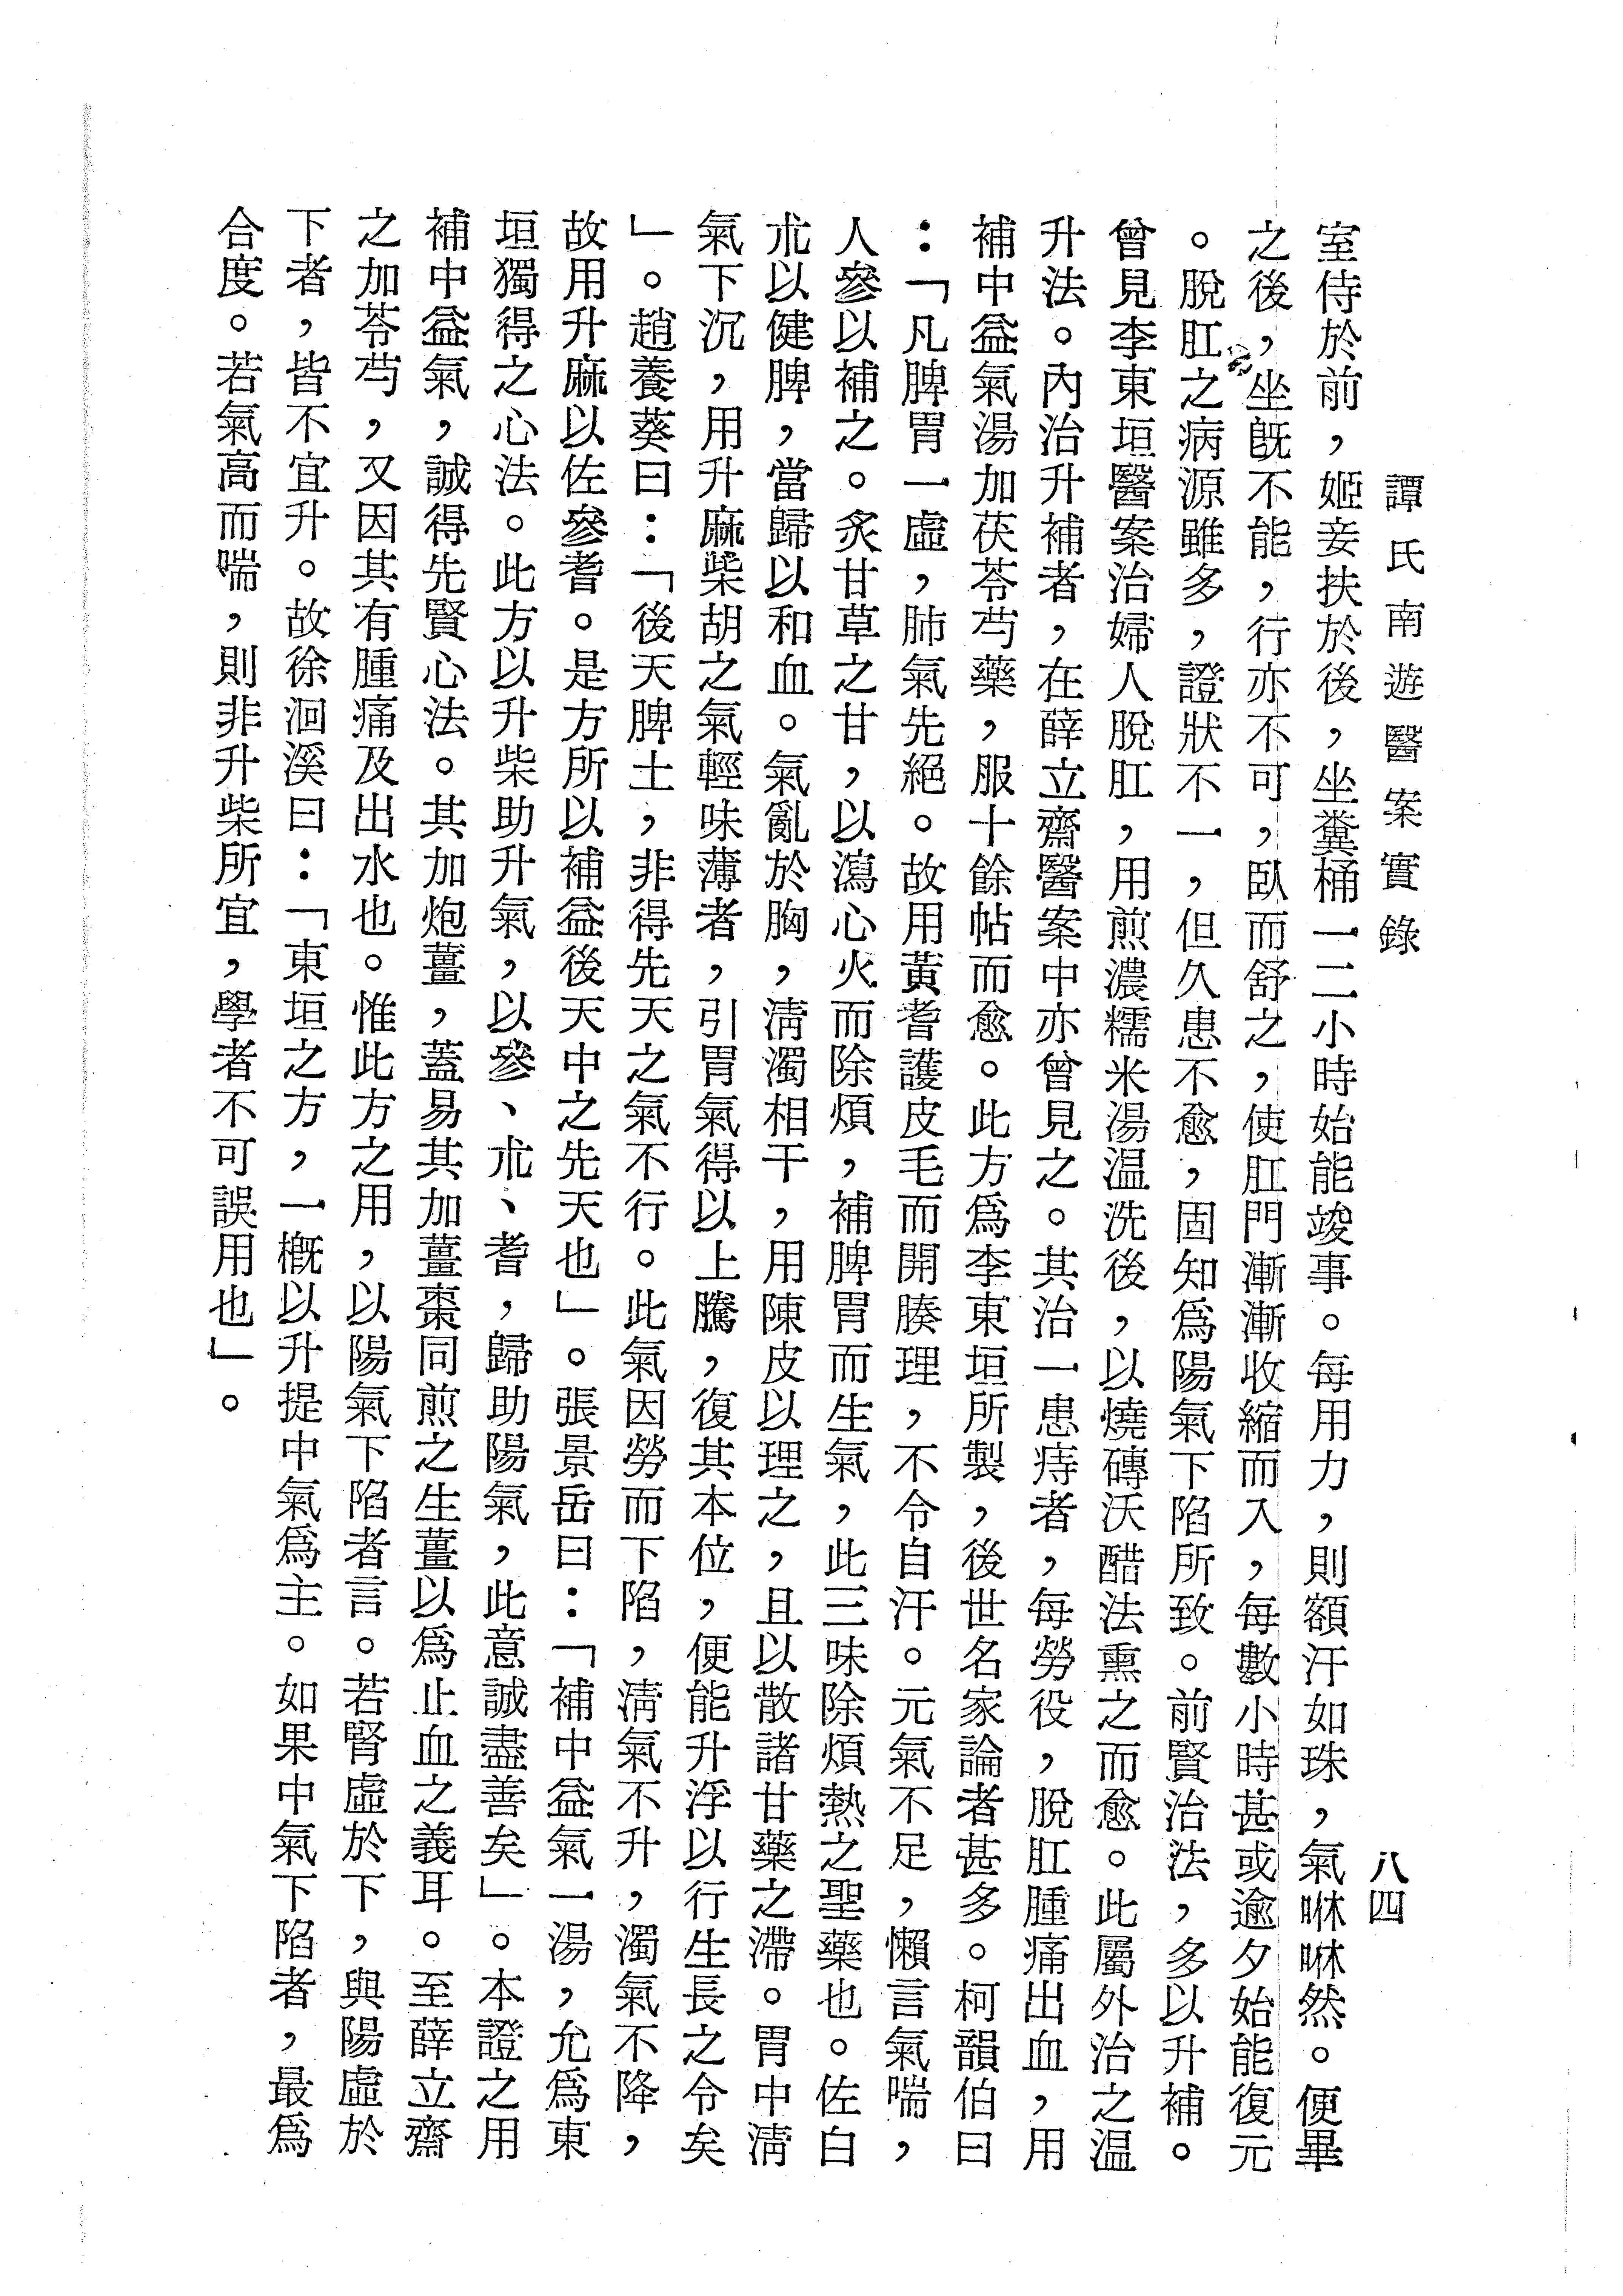 譚氏南遊醫案實錄
八四
室侍於前，姬妾扶於後，坐糞桶一二小時始能竣事。每用力，則額汗如珠，氣咻咻然。便畢
之後，坐既不能，行亦不可，臥而舒之，使肛門漸漸收縮而入，每數小時甚或逾夕始能復元
。脫肛之病源雖多，證狀不一，但久患不愈，固知爲陽氣下陷所致。前賢治法，多以升補。
曾見李東垣醫案治婦人脫肛，用煎濃糯米湯温洗後，以燒磚沃醋法熏之而愈。此屬外治之温
升法。內治升補者，在薛立齋醫案中亦曾見之。其治一患痔者，每勞役，脫肛腫痛出血，用
補中益氣湯加茯苓芍藥，服十餘帖而愈。此方爲李東垣所製，後世名家論者甚多。柯韻伯曰
：「凡脾胃一虛，肺氣先絕。故用黃耆護皮毛而開腠理，不令自汗。元氣不足，懶言氣喘，
人參以補之。炙甘草之甘，以瀉心火而除煩，補脾胃而生氣，此三味除煩熱之聖藥也。佐白
朮以健脾，當歸以和血。氣亂於胸，淸濁相干，用陳皮以理之，且以散諸甘藥之滯。胃中淸
氣下沉，用升麻柴胡之氣輕味薄者，引胃氣得以上騰，復其本位，便能升浮以行生長之令矣
」。趙養葵曰：「後天脾土，非得先天之氣不行。此氣因勞而下陷，淸氣不升，濁氣不降，
故用升麻以佐參耆。是方所以補益後天中之先天也」。張景岳曰：「補中益氣一湯，允爲東
垣獨得之心法。此方以升柴助升氣，以參、朮、耆，歸助陽氣，此意誠盡善矣」。本證之用
補中益氣，誠得先賢心法。其加炮薑，蓋易其加薑棗同煎之生薑以爲止血之義耳。至薛立齋
之加苓芍，又因其有腫痛及出水也。惟此方之用，以陽氣下陷者言。若腎虛於下，與陽虛於
下者，皆不宜升。故徐洄溪曰：「東垣之方，一槪以升提中氣爲主。如果中氣下陷者，最爲
合度。若氣高而喘，則非升柴所宜，學者不可誤用也」。